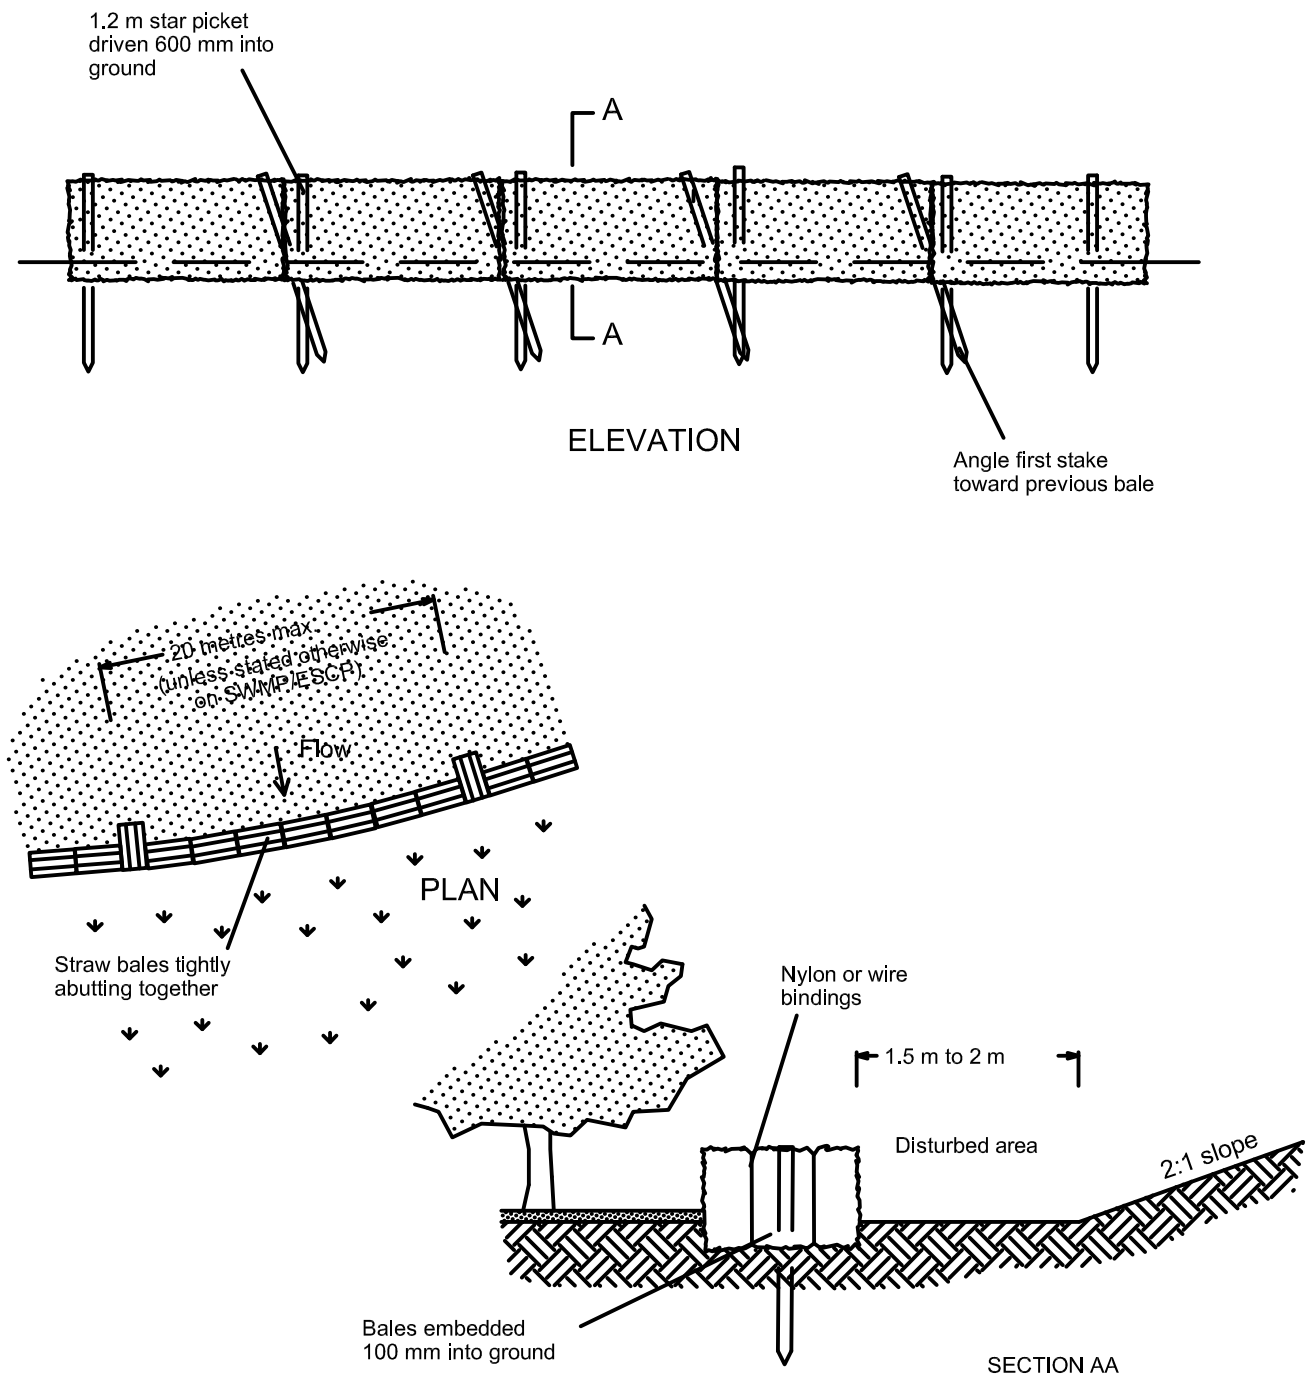 1.2 m star picket
driven 600 mm into
ground
A
A
ELEVATION
Angle first stake
toward previous bale
20 metres max.
(unless stated otherwise
on SWMP/ESCP)
Flow
PLAN
Straw bales tightly
abutting together
Nylon or wire
bindings
1.5 m to 2 m
Disturbed area
2:1 slope
Bales embedded
100 mm into ground
SECTION AA